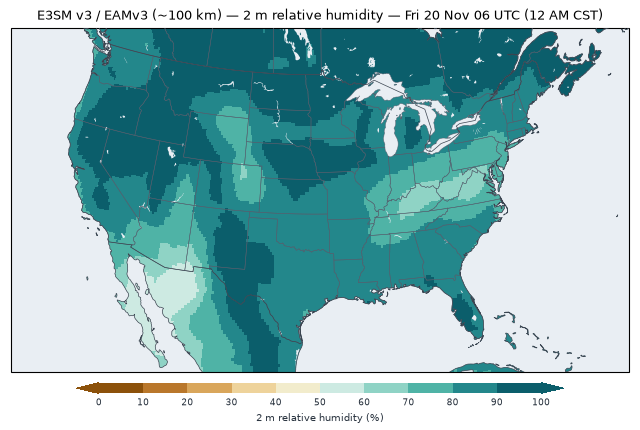 E3SM v3 / EAMv3 (~100 km) — 2 m relative humidity — Fri 20 Nov 06 UTC (12 AM CST)
0 10 20 30 40 50 60 70 80 90 100
2 m relative humidity (%)